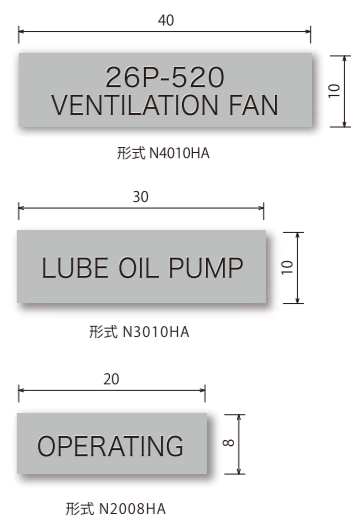 40
26P-520
VENTILATION FAN
10
形式 N4010HA
30
LUBE OIL PUMP
10
形式 N3010HA
20
OPERATING
8
形式 N2008HA